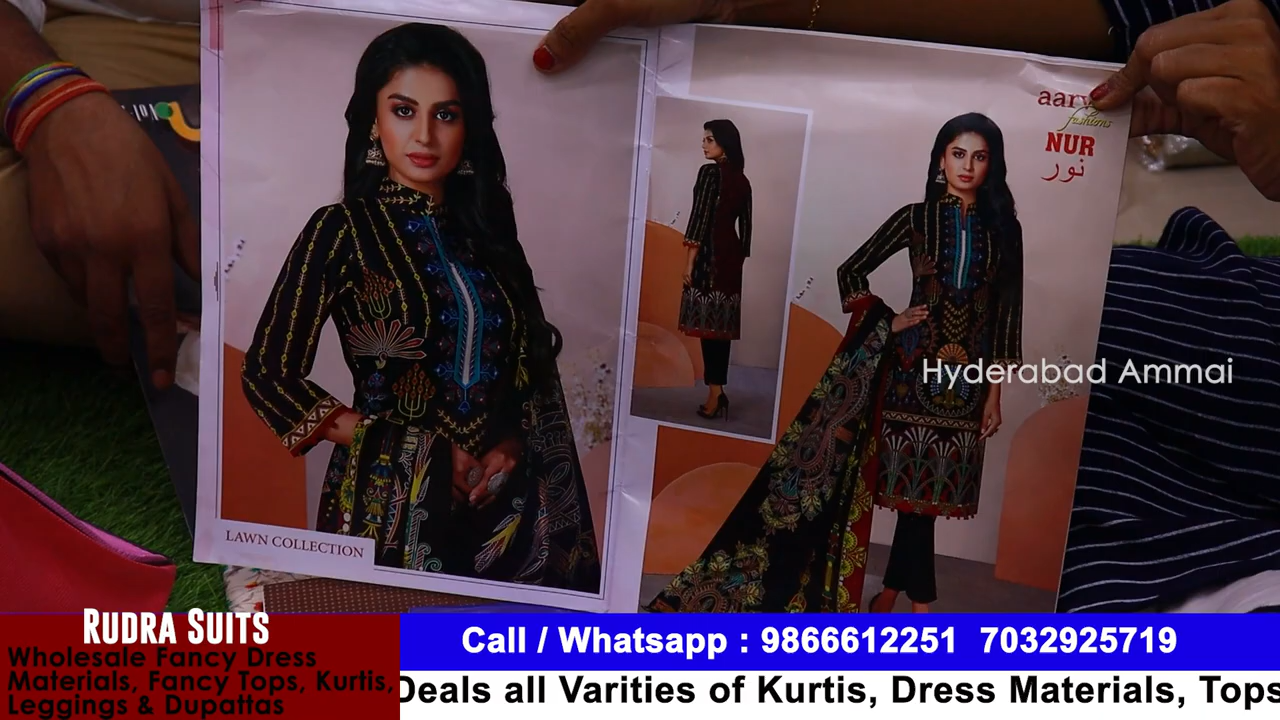 aarvy
fashions
NUR
نور
Hyderabad Ammai
LAWN COLLECTION
RUDRA SUITS
Wholesale Fancy Dress
Materials, Fancy Tops, Kurtis,
Leggings & Dupattas
Call / Whatsapp : 9866612251 7032925719
Deals all Varities of Kurtis, Dress Materials, Tops